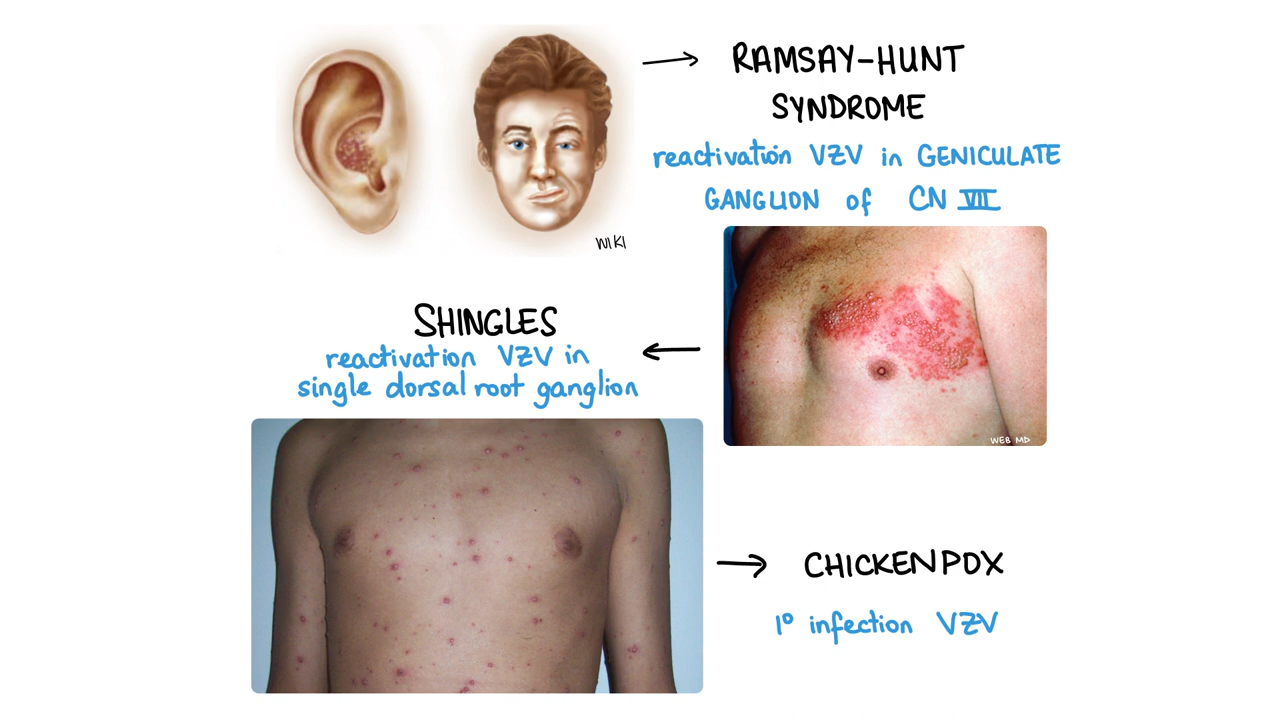 RAMSAY-HUNT
SYNDROME
reactivation VZV in GENICULATE
GANGLION of CN VII
WIKI
SHINGLES
reactivation VZV in
single dorsal root ganglion
WEB MD
CHICKENPOX
1° infection VZV